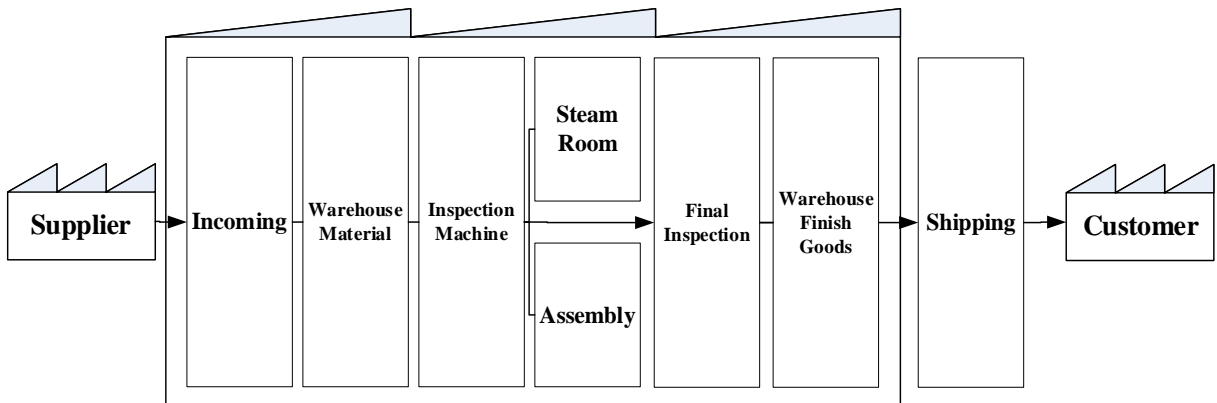 Supplier
Incoming
Warehouse
Material
Inspection
Machine
Steam
Room
Assembly
Final
Inspection
Warehouse
Finish
Goods
Shipping
Customer